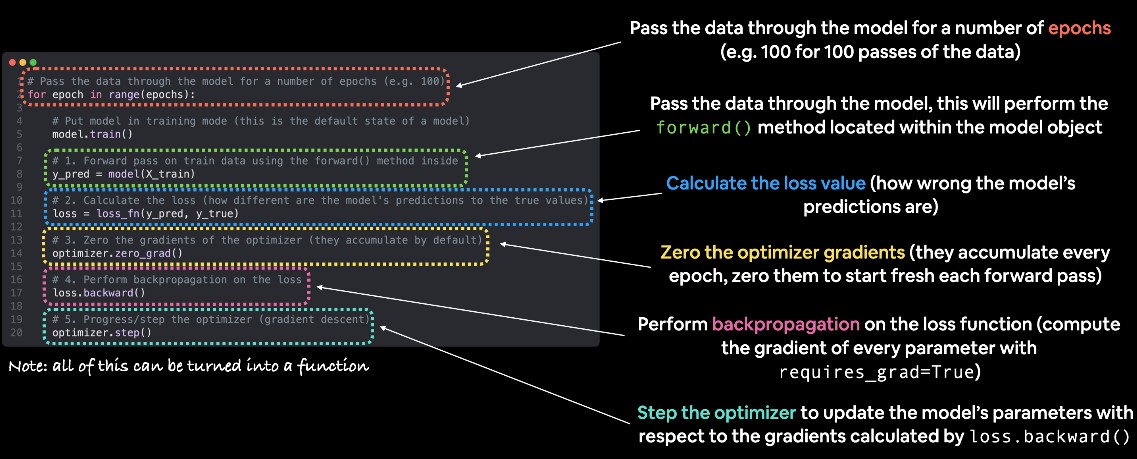 Pass the data through the model for a number of epochs
(e.g. 100 for 100 passes of the data)
1 # Pass the data through the model for a number of epochs (e.g. 100)
2 for epoch in range(epochs):
3
4 # Put model in training mode (this is the default state of a model)
5 model.train()
6
7 # 1. Forward pass on train data using the forward() method inside
8 y_pred = model(X_train)
9
10 # 2. Calculate the loss (how different are the model's predictions to the true values)
11 loss = loss_fn(y_pred, y_true)
12
13 # 3. Zero the gradients of the optimizer (they accumulate by default)
14 optimizer.zero_grad()
15
16 # 4. Perform backpropagation on the loss
17 loss.backward()
18
19 # 5. Progress/step the optimizer (gradient descent)
20 optimizer.step()
Note: all of this can be turned into a function
Pass the data through the model, this will perform the
forward() method located within the model object
Calculate the loss value (how wrong the model's
predictions are)
Zero the optimizer gradients (they accumulate every
epoch, zero them to start fresh each forward pass)
Perform backpropagation on the loss function (compute
the gradient of every parameter with
requires_grad=True)
Step the optimizer to update the model's parameters with
respect to the gradients calculated by loss.backward()